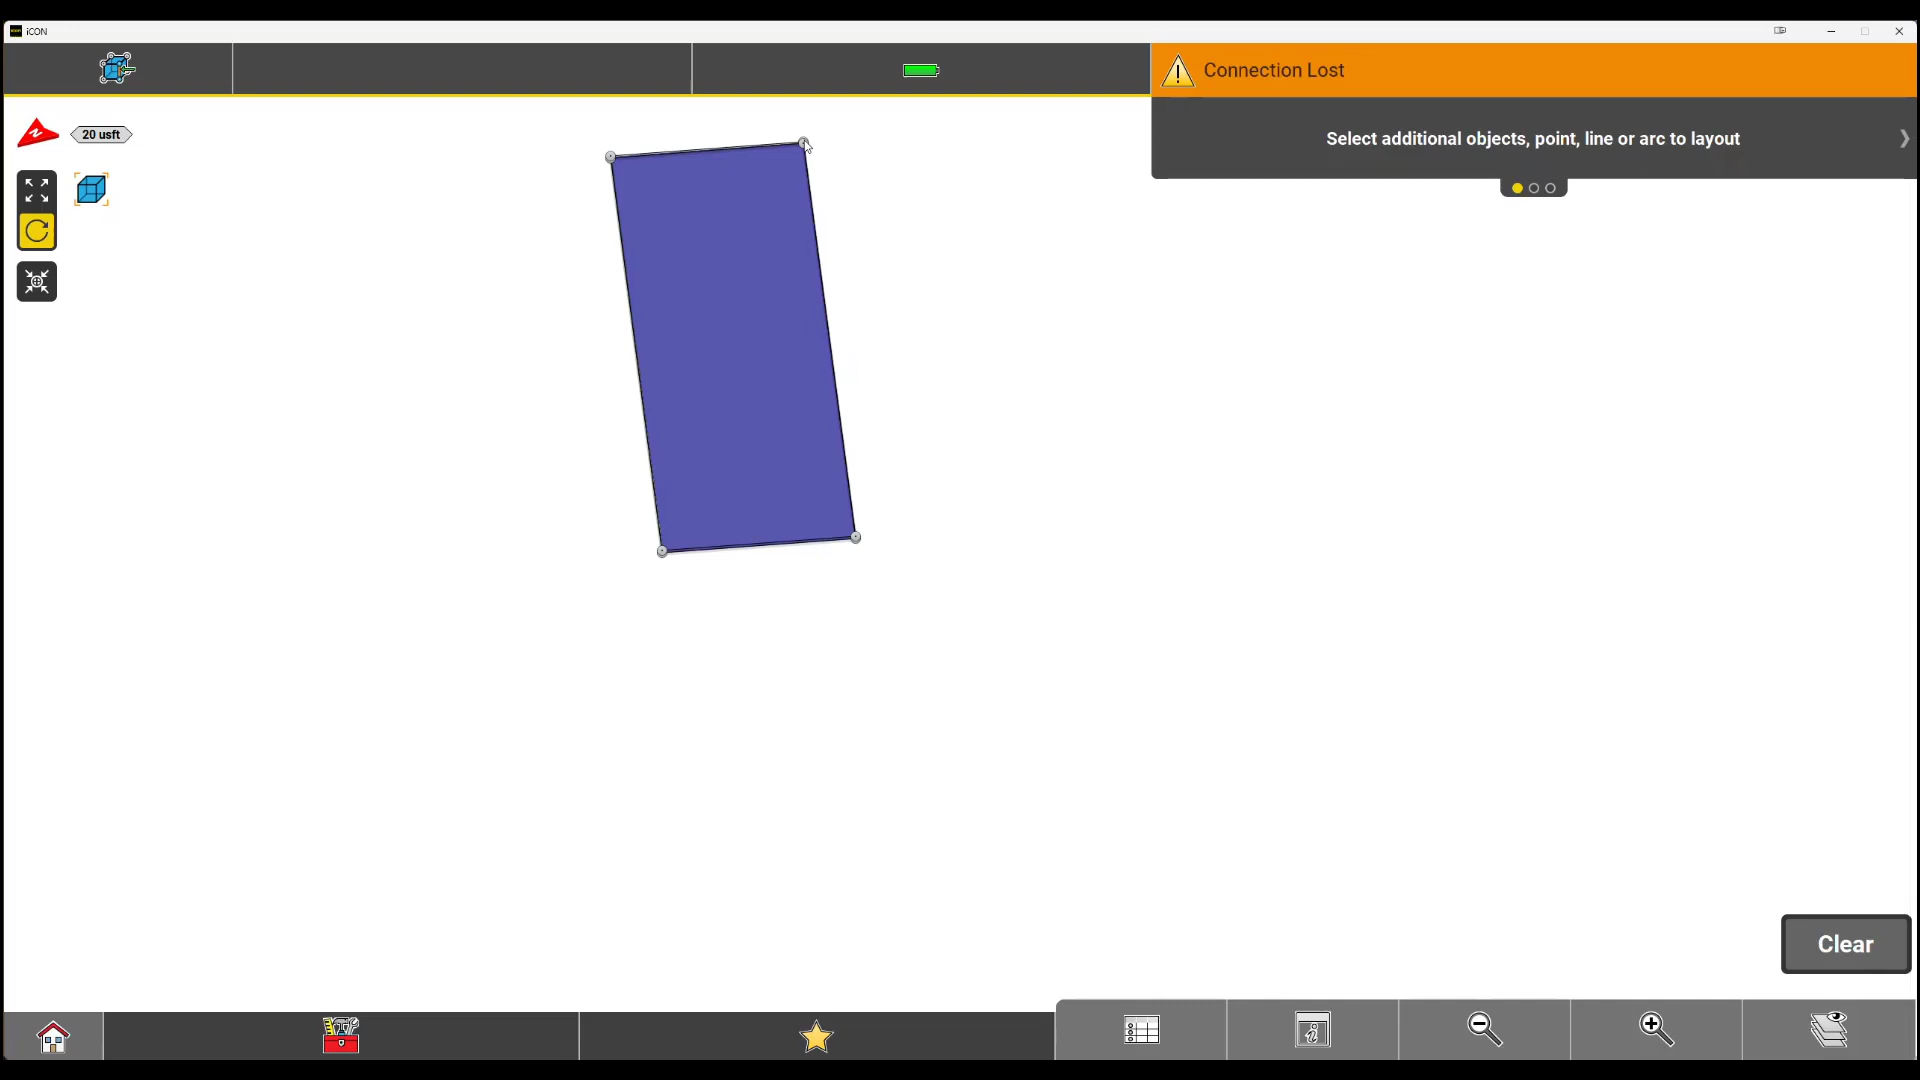 iCON
Connection Lost
20 usft
Select additional objects, point, line or arc to layout
Clear